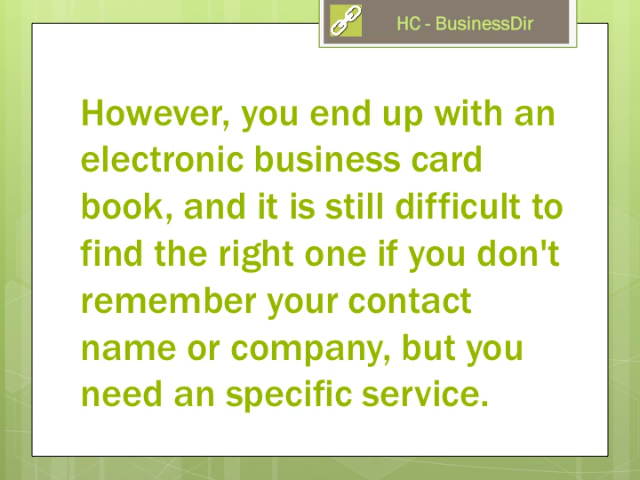 HC - BusinessDir
However, you end up with an
electronic business card
book, and it is still difficult to
find the right one if you don't
remember your contact
name or company, but you
need an specific service.